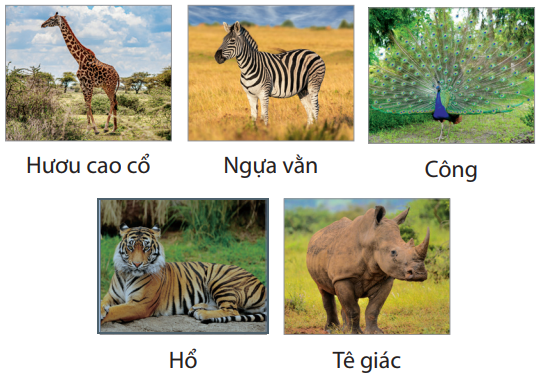 Hươu cao cổ
Ngựa vằn
Công
Hổ
Tê giác